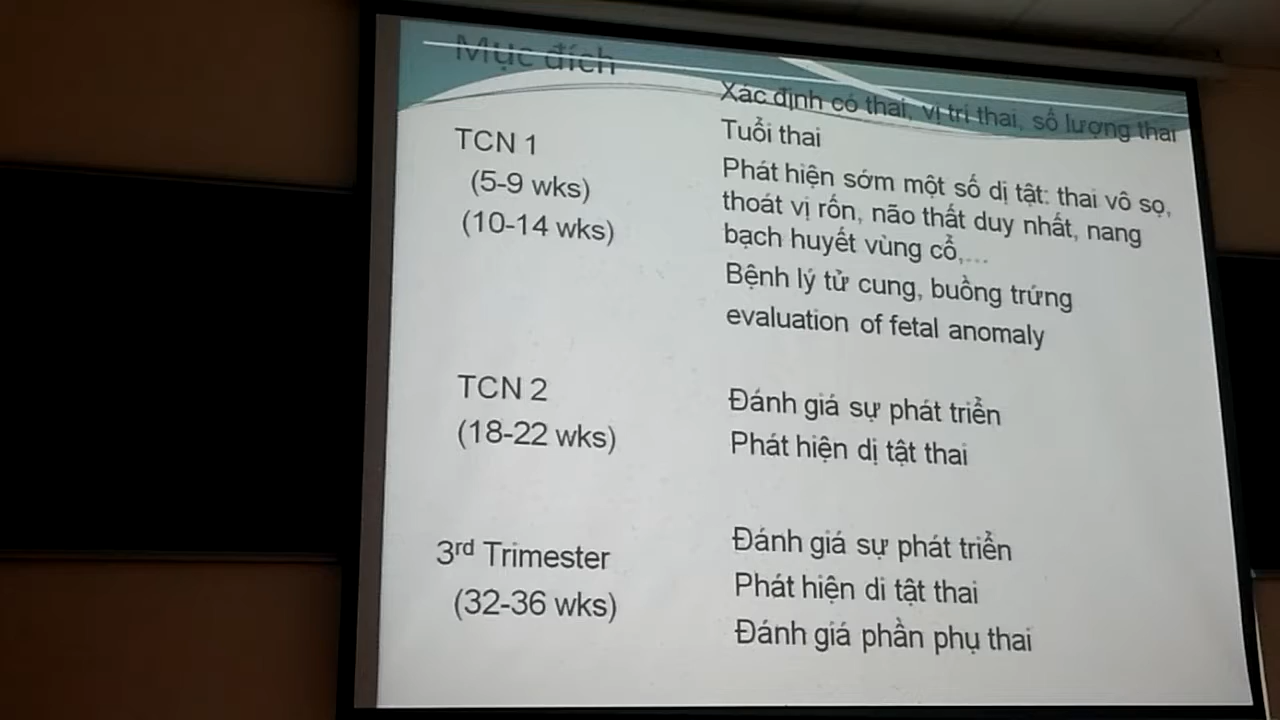 Mục đích
Xác định có thai, vị trí thai, số lượng thai
TCN 1
Tuổi thai
(5-9 wks)
Phát hiện sớm một số dị tật: thai vô sọ,
thoát vị rốn, não thất duy nhất, nang
(10-14 wks)
bạch huyết vùng cổ,...
Bệnh lý tử cung, buồng trứng
evaluation of fetal anomaly
TCN 2
Đánh giá sự phát triển
(18-22 wks)
Phát hiện dị tật thai
3rd Trimester
Đánh giá sự phát triển
(32-36 wks)
Phát hiện di tật thai
Đánh giá phần phụ thai